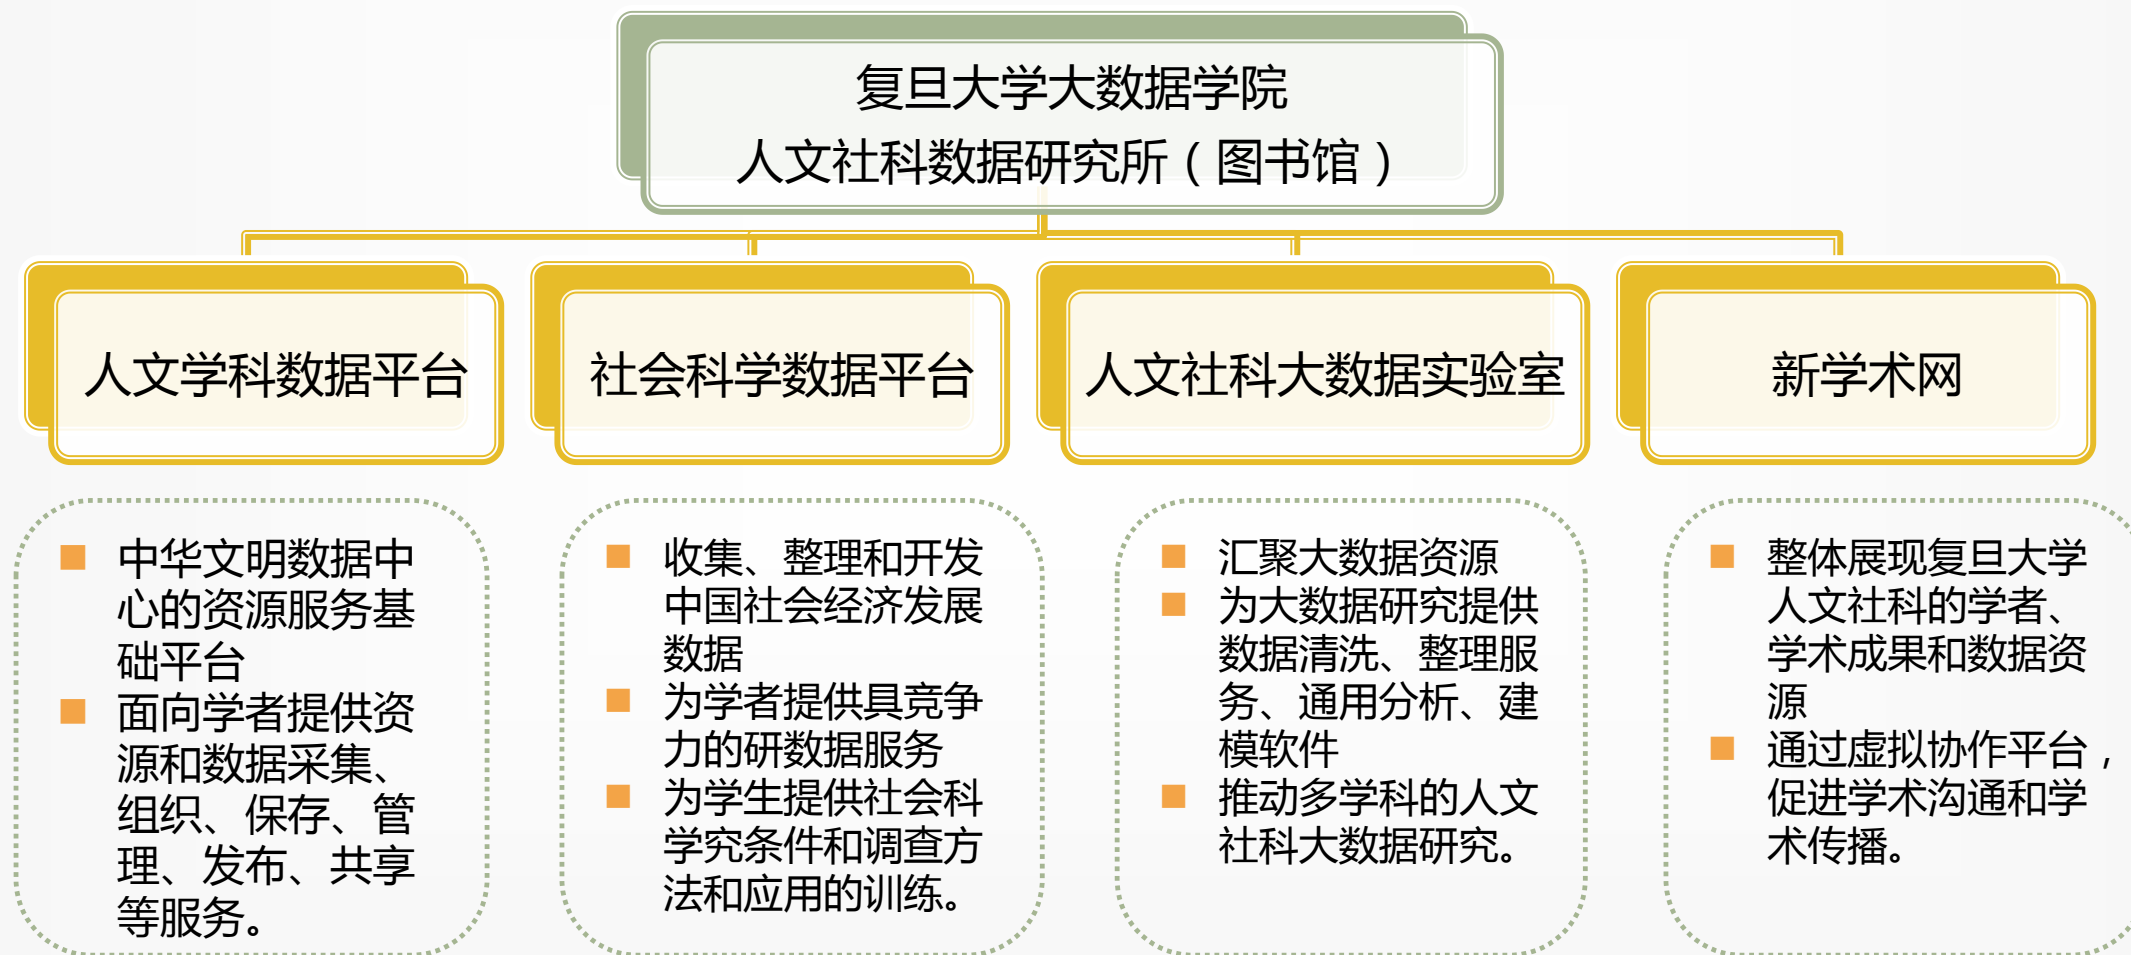 复旦大学大数据学院
人文社科数据研究所（图书馆）
人文学科数据平台
社会科学数据平台
人文社科大数据实验室
新学术网
中华文明数据中
心的资源服务基
础平台
面向学者提供资
源和数据采集、
组织、保存、管
理、发布、共享
等服务。
收集、整理和开发
中国社会经济发展
数据
为学者提供具竞争
力的研数据服务
为学生提供社会科
学究条件和调查方
法和应用的训练。
汇聚大数据资源
为大数据研究提供
数据清洗、整理服
务、通用分析、建
模软件
推动多学科的人文
社科大数据研究。
整体展现复旦大学
人文社科的学者、
学术成果和数据资
源
通过虚拟协作平台，
促进学术沟通和学
术传播。